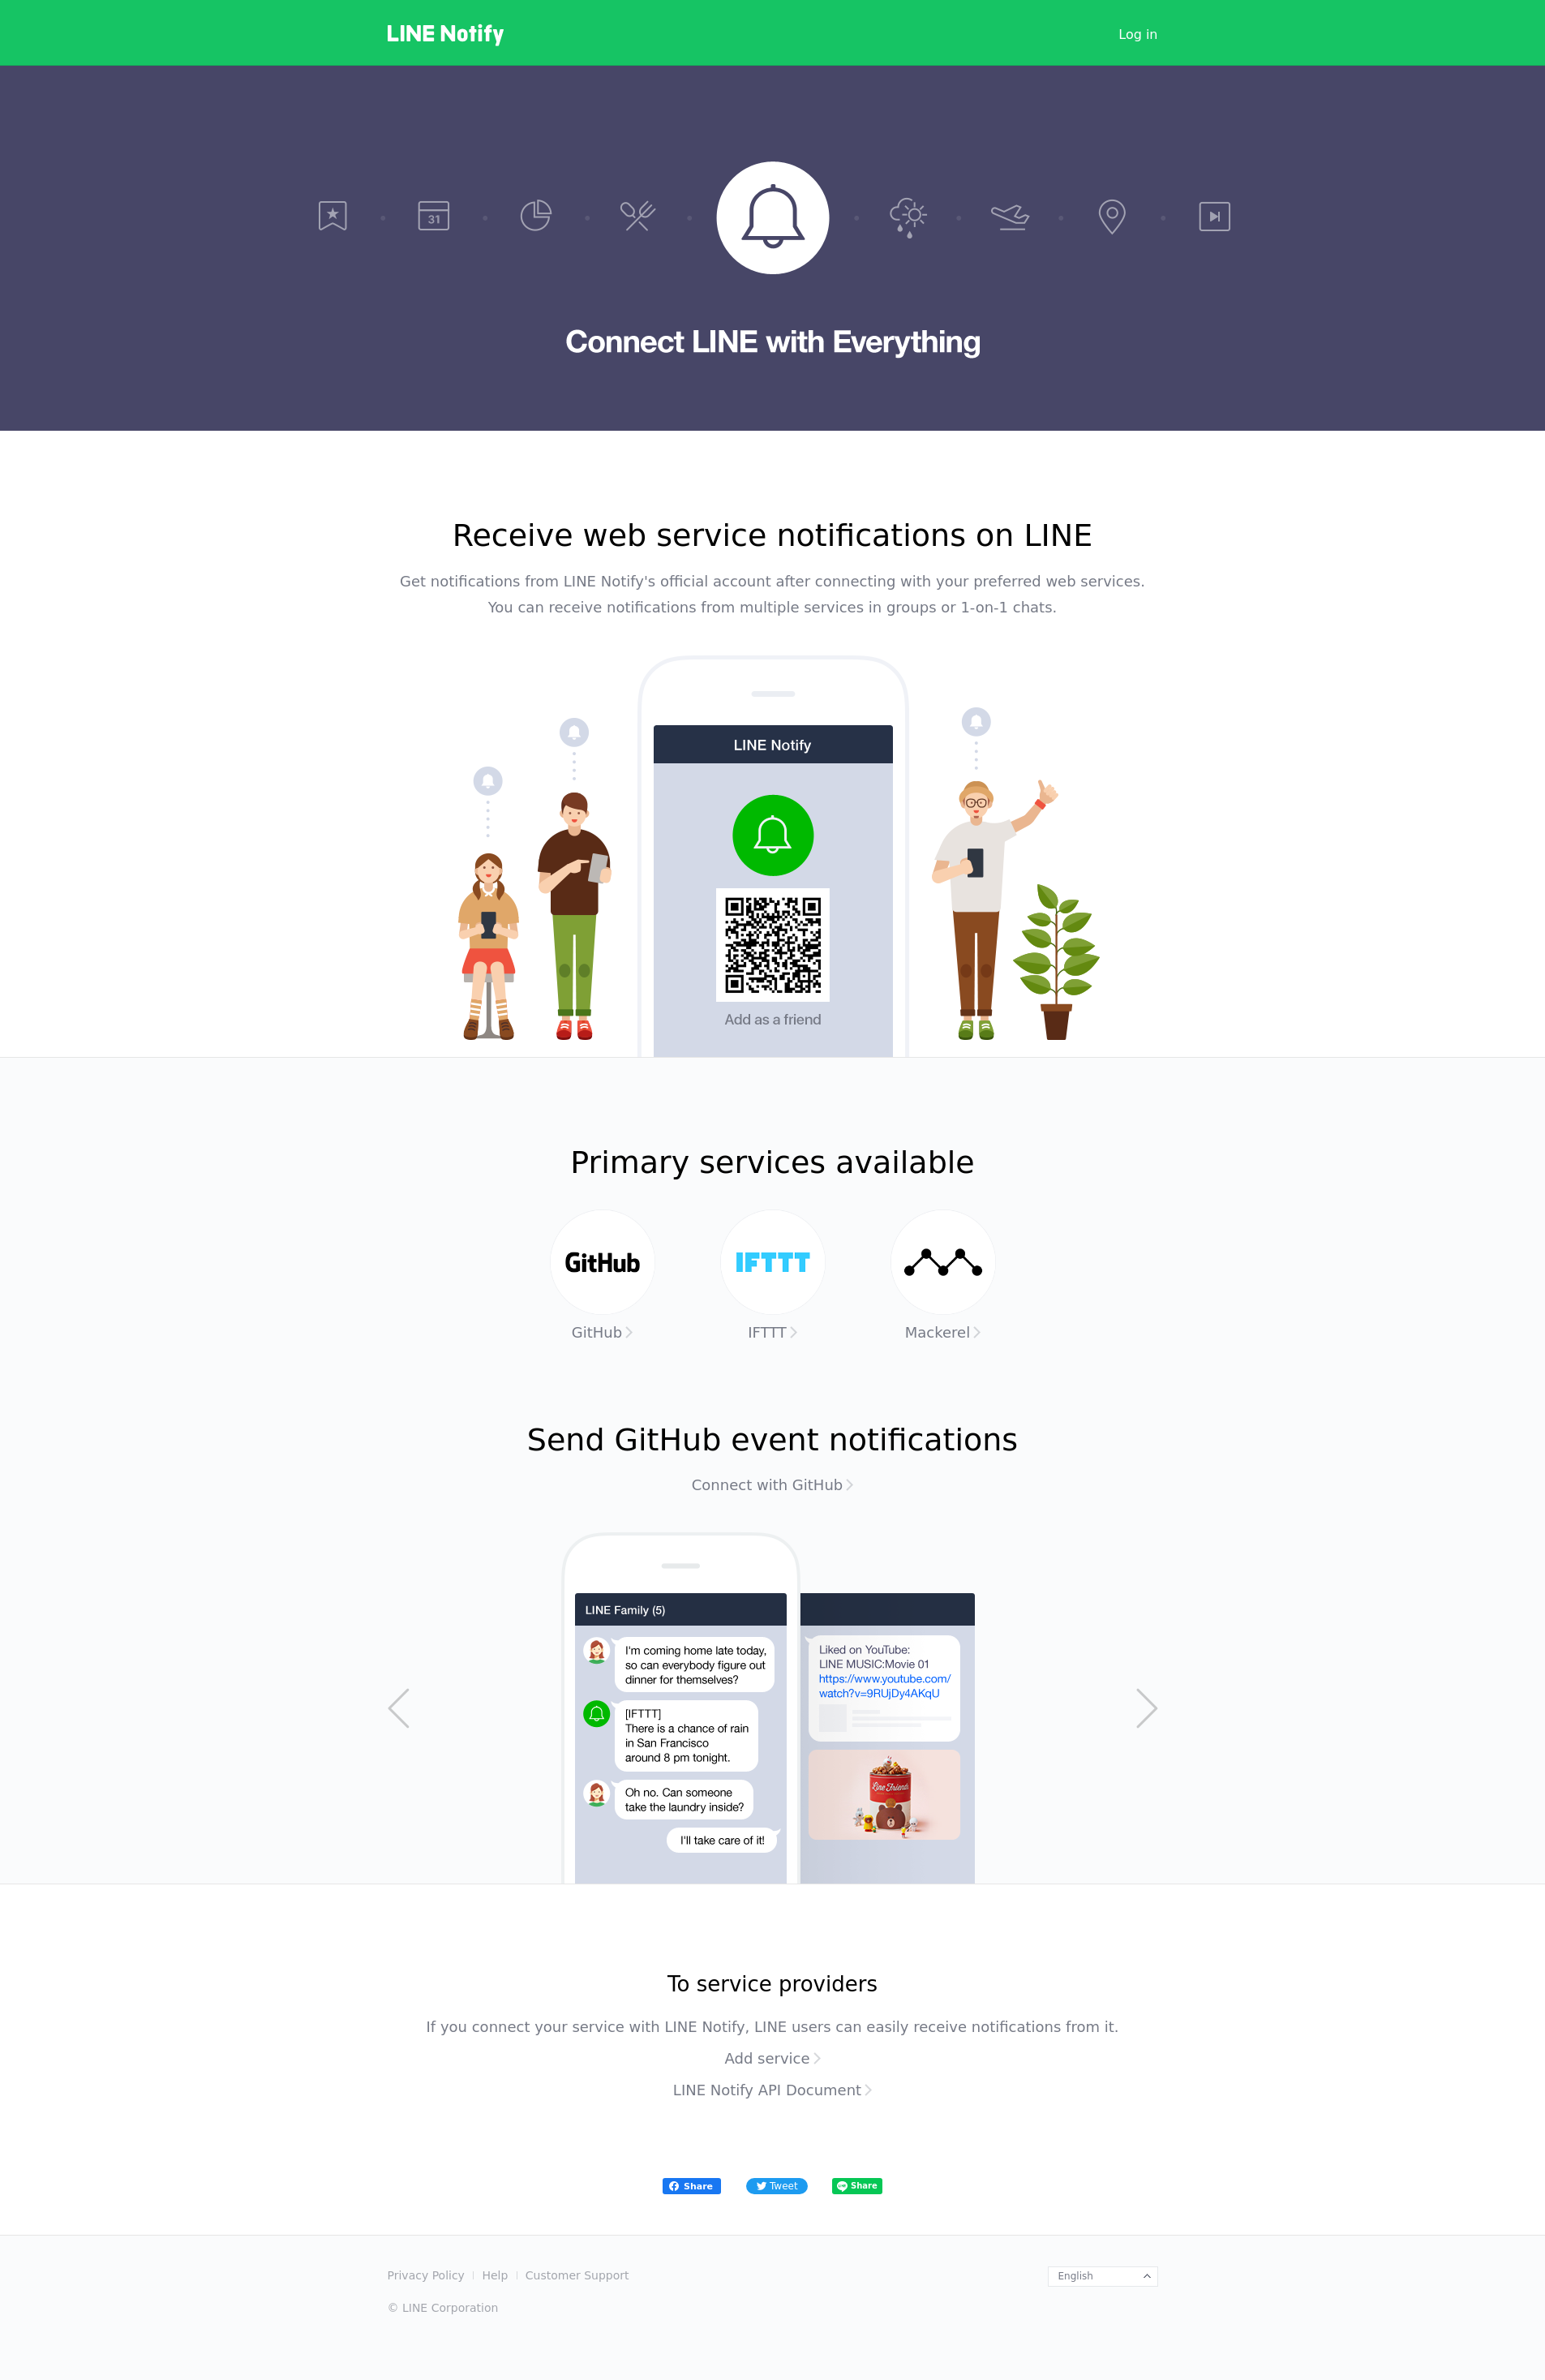 LINE Notify
Log in
31
Connect LINE with Everything
Receive web service notifications on LINE
Get notifications from LINE Notify's official account after connecting with your preferred web services.
You can receive notifications from multiple services in groups or 1-on-1 chats.
LINE Notify
Add as a friend
Primary services available
GitHub
IFTTT
GitHub
IFTTT
Mackerel
Send GitHub event notifications
Connect with GitHub
LINE Family (5)
I'm coming home late today,
so can everybody figure out
dinner for themselves?
[IFTTT]
There is a chance of rain
in San Francisco
around 8 pm tonight.
Oh no. Can someone
take the laundry inside?
I'll take care of it!
Liked on YouTube:
LINE MUSIC:Movie 01
https://www.youtube.com/
watch?v=9RUjDy4AKqU
Line Friends
To service providers
If you connect your service with LINE Notify, LINE users can easily receive notifications from it.
Add service
LINE Notify API Document
Share
Tweet
Share
Privacy Policy
Help
Customer Support
English
© LINE Corporation